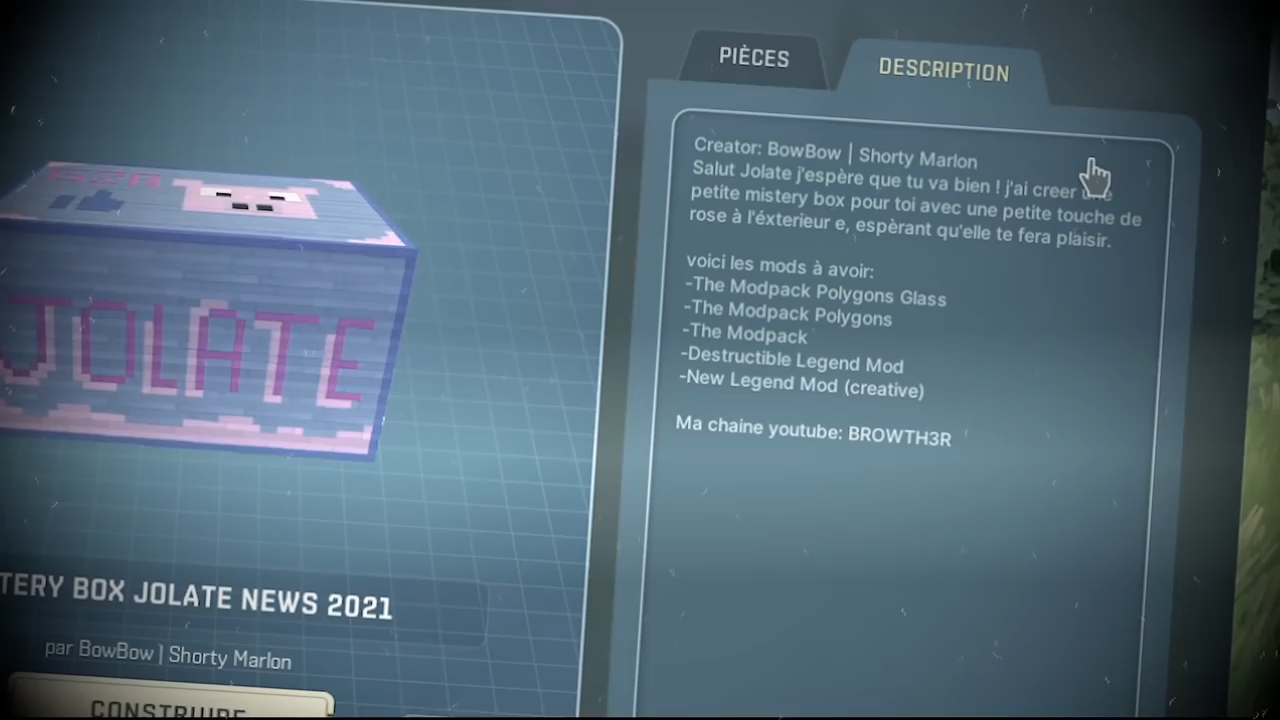 PIÈCES
DESCRIPTION
Creator: BowBow | Shorty Marlon
Salut Jolate j'espère que tu va bien ! j'ai creer une
petite mistery box pour toi avec une petite touche de
rose à l'éxterieur e, espèrant qu'elle te fera plaisir.
voici les mods à avoir:
-The Modpack Polygons Glass
-The Modpack Polygons
-The Modpack
-Destructible Legend Mod
-New Legend Mod (creative)
Ma chaine youtube: BROWTH3R
JOLATE
TERY BOX JOLATE NEWS 2021
par BowBow | Shorty Marlon
CONSTRUIRE